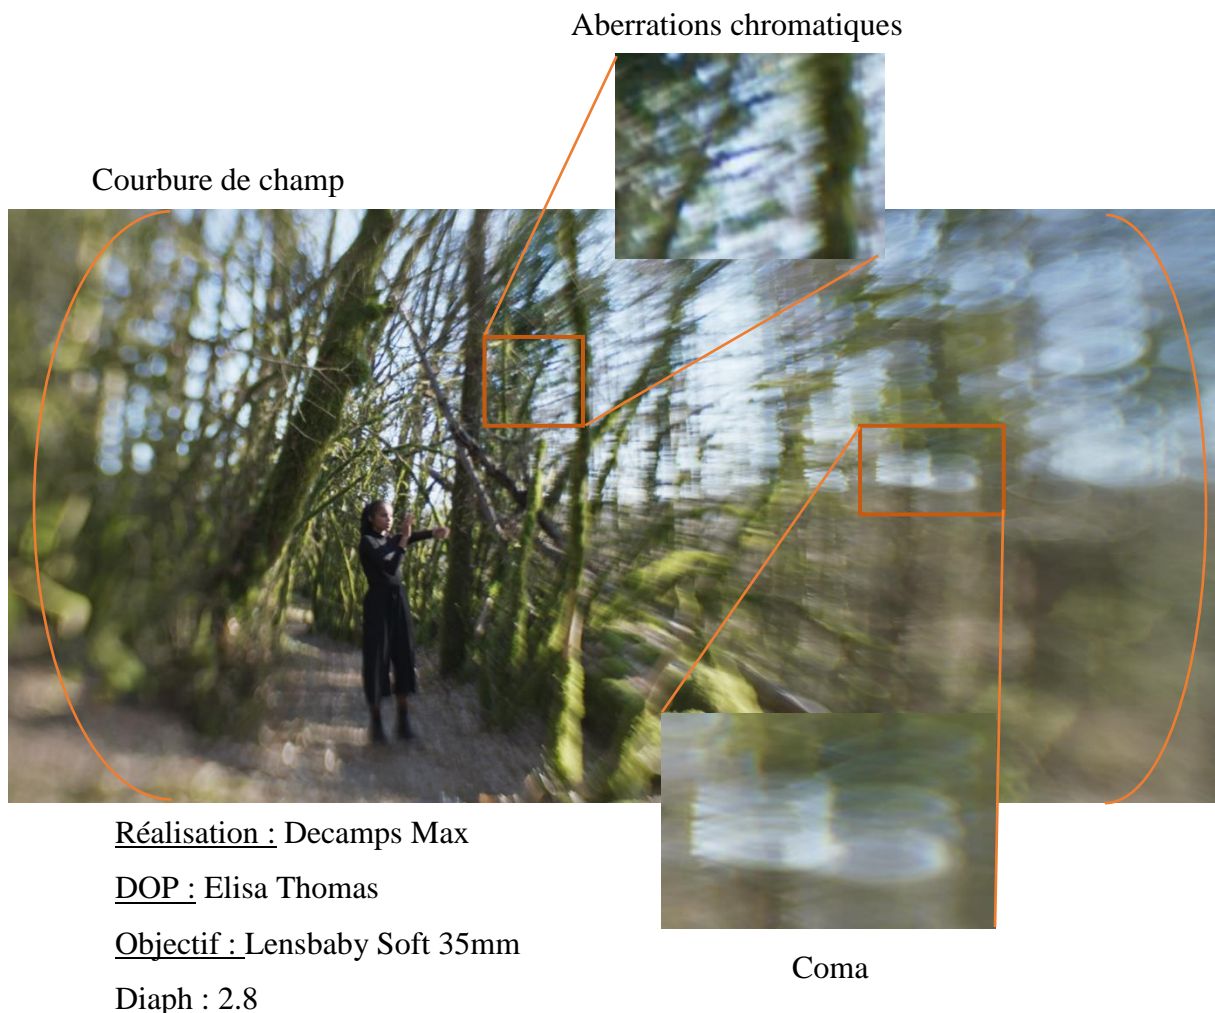 Aberrations chromatiques
Courbure de champ
Réalisation : Decamps Max
DOP : Elisa Thomas
Objectif : Lensbaby Soft 35mm
Diaph : 2.8
Coma